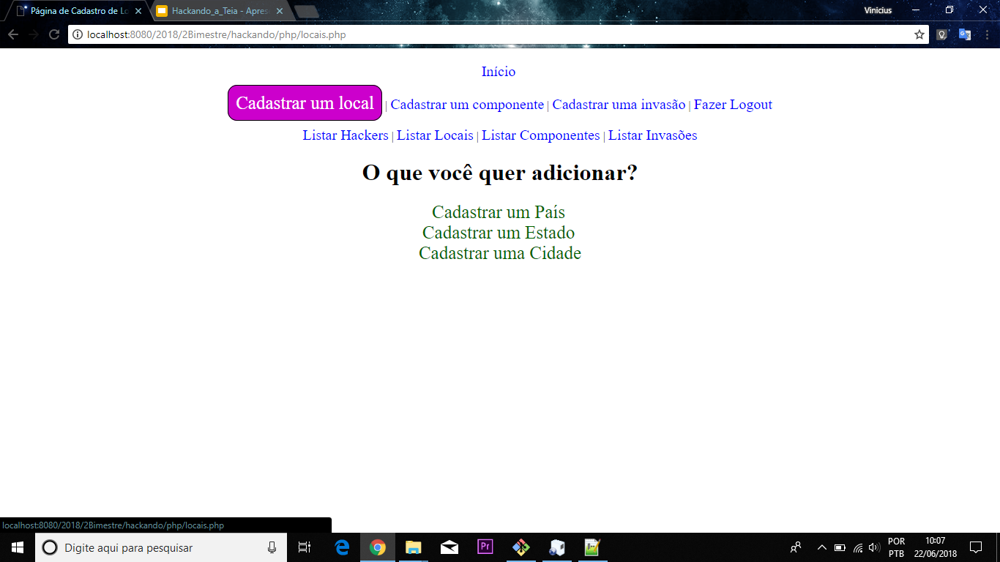 Página de Cadastro de Lo
Hackando_a_Teia - Aprese
Vinicius
localhost:8080/2018/2Bimestre/hackando/php/locais.php
Início
Cadastrar um local | Cadastrar um componente | Cadastrar uma invasão | Fazer Logout
Listar Hackers | Listar Locais | Listar Componentes | Listar Invasões
O que você quer adicionar?
Cadastrar um País
Cadastrar um Estado
Cadastrar uma Cidade
localhost:8080/2018/2Bimestre/hackando/php/locais.php
Digite aqui para pesquisar
Pr
POR
PTB
10:07
22/06/2018